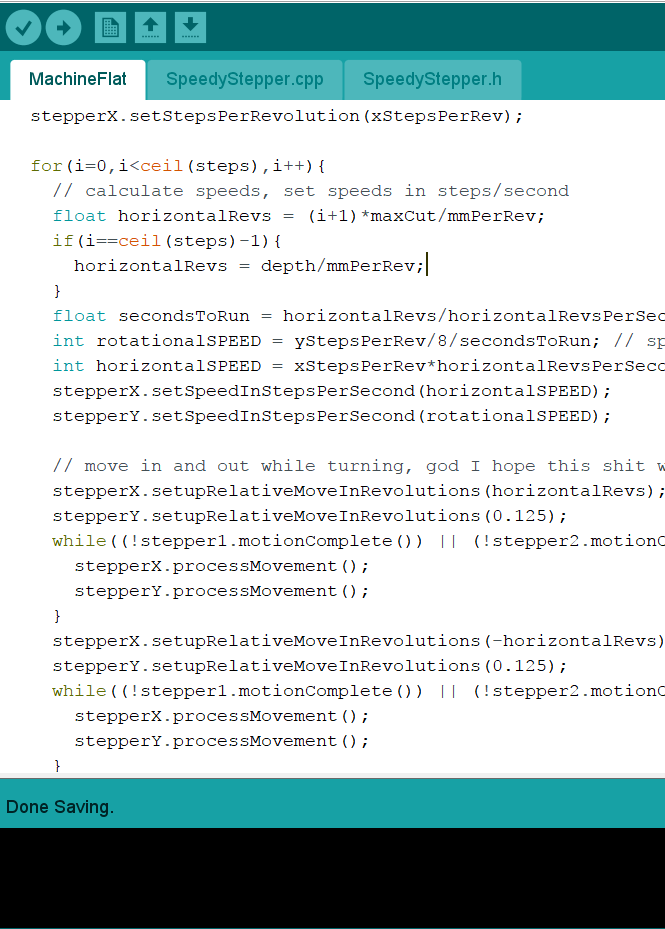 MachineFlat SpeedyStepper.cpp SpeedyStepper.h
stepperX.setStepsPerRevolution(xStepsPerRev);
for(i=0,i<ceil(steps),i++){
// calculate speeds, set speeds in steps/second
float horizontalRevs = (i+1)*maxCut/mmPerRev;
if(i==ceil(steps)-1){
horizontalRevs = depth/mmPerRev;
}
float secondsToRun = horizontalRevs/horizontalRevsPerSec
int rotationalSPEED = yStepsPerRev/8/secondsToRun; // sp
int horizontalSPEED = xStepsPerRev*horizontalRevsPerSeco
stepperX.setSpeedInStepsPerSecond(horizontalSPEED);
stepperY.setSpeedInStepsPerSecond(rotationalSPEED);
// move in and out while turning, god I hope this shit w
stepperX.setupRelativeMoveInRevolutions(horizontalRevs);
stepperY.setupRelativeMoveInRevolutions(0.125);
while((!stepper1.motionComplete()) || (!stepper2.motionC
stepperX.processMovement();
stepperY.processMovement();
}
stepperX.setupRelativeMoveInRevolutions(-horizontalRevs)
stepperY.setupRelativeMoveInRevolutions(0.125);
while((!stepper1.motionComplete()) || (!stepper2.motionC
stepperX.processMovement();
stepperY.processMovement();
}
Done Saving.